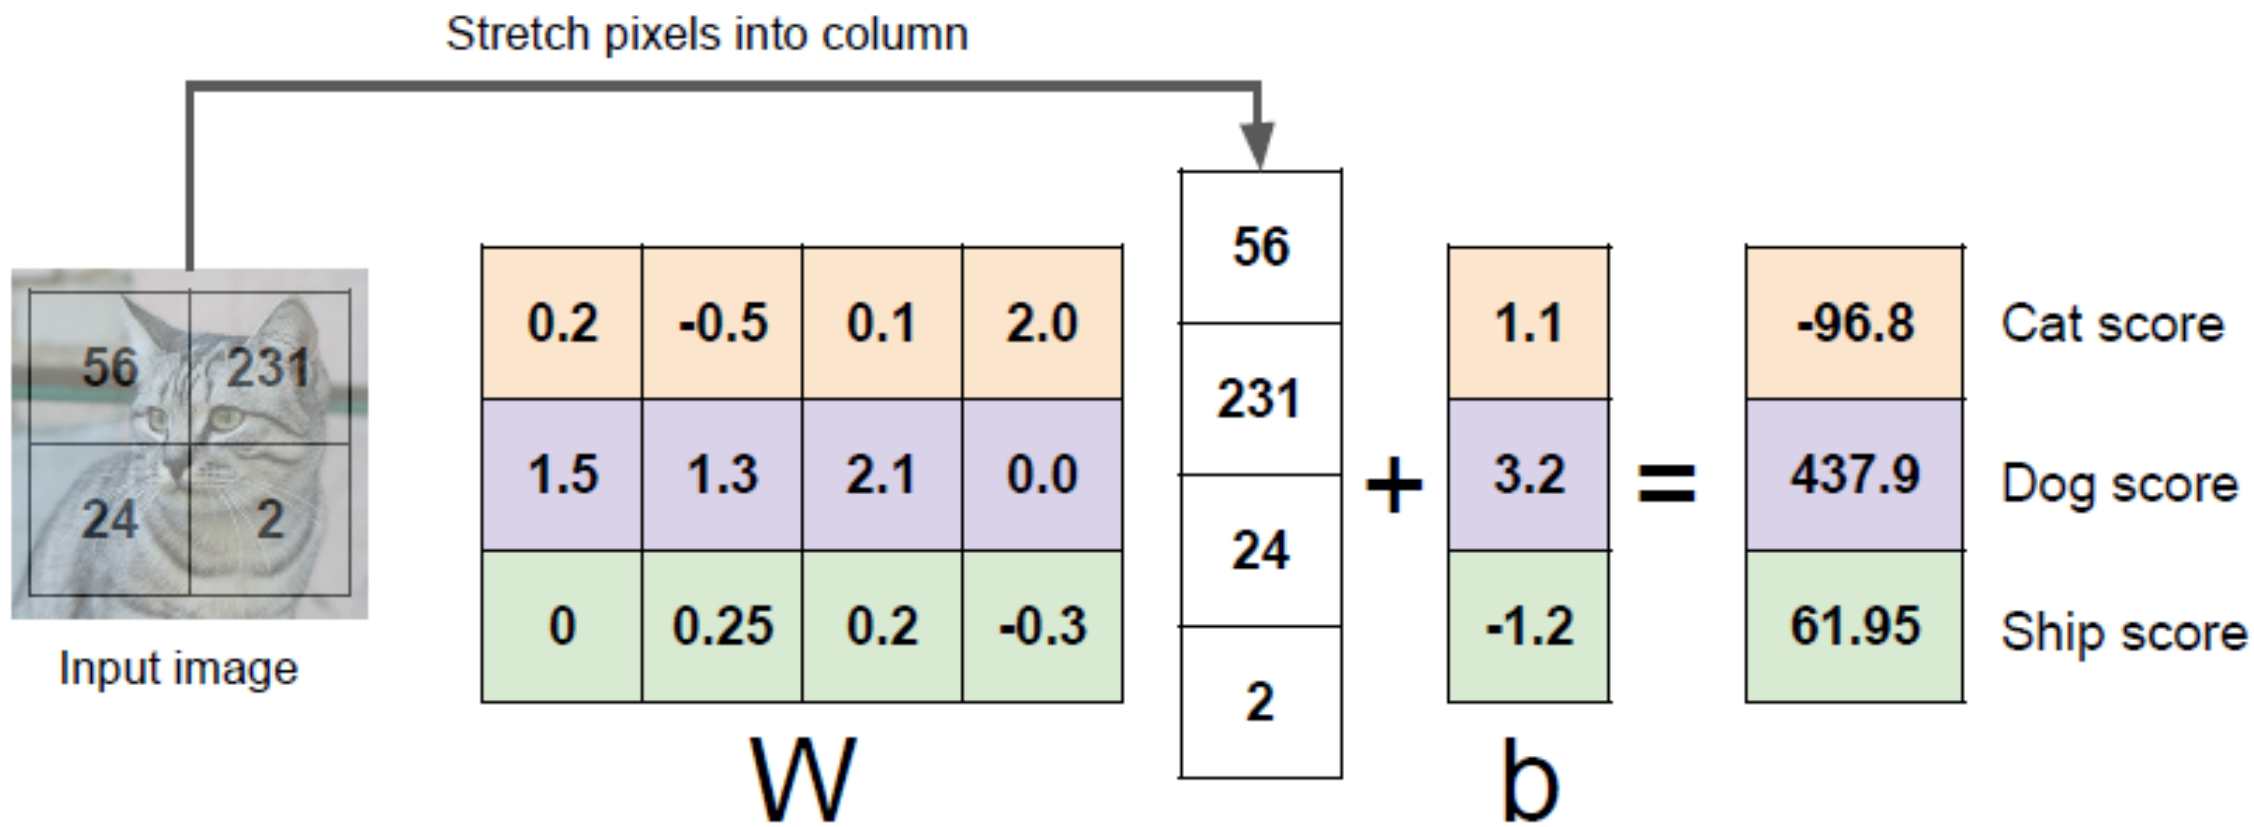 Stretch pixels into column
56 231
24 2
Input image
0.2 -0.5 0.1 2.0
1.5 1.3 2.1 0.0
0 0.25 0.2 -0.3
W
56
231
24
2
+
1.1
3.2
-1.2
b
=
-96.8 Cat score
437.9 Dog score
61.95 Ship score